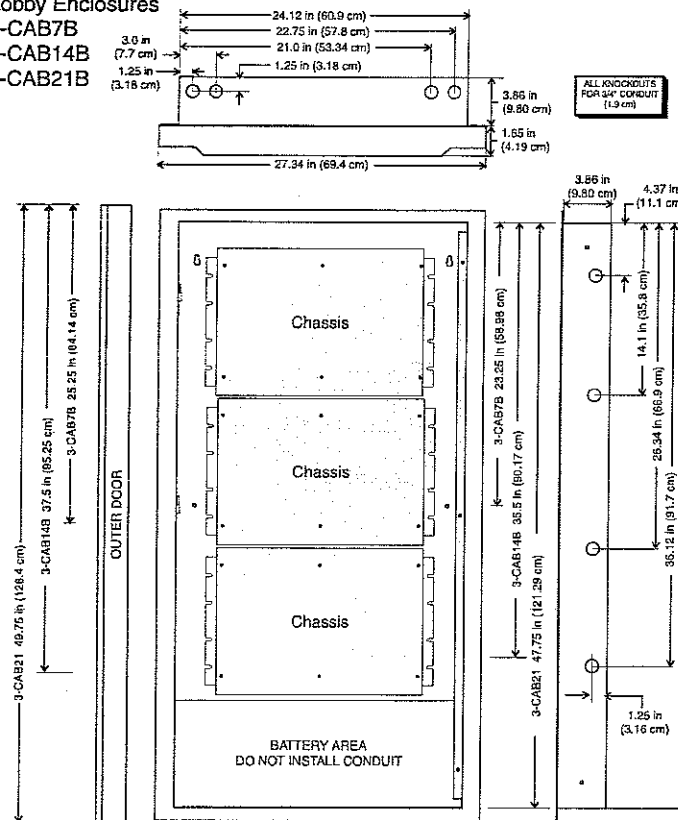 obby Enclosures
-CAB7B
-CAB14B
-CAB21B
24.12 in (60.9 cm)
22.75 in (57.8 cm)
21.0 in (53.34 cm)
3.0 in
(7.7 cm)
1.25 in
(3.18 cm)
1.25 in (3.18 cm)
3.86 in
(9.80 cm)
1.65 in
(4.19 cm)
27.34 in (69.4 cm)
ALL KNOCKOUTS
FOR 3/4" CONDUIT
(1.9 cm)
3.86 in
(9.80 cm)
4.37 in
(11.1 cm
3-CAB21 49.75 in (126.4 cm)
3-CAB14B 37.5 in (95.25 cm)
3-CAB7B 25.25 in (64.14 cm)
OUTER DOOR
Chassis
Chassis
Chassis
BATTERY AREA
DO NOT INSTALL CONDUIT
3-CAB7B 23.25 in (58.98 cm)
3-CAB14B 35.5 in (90.17 cm)
3-CAB21 47.75 in (121.29 cm)
14.1 in (35.8 cm)
26.34 in (66.9 cm)
36.12 in (91.7 cm)
1.25 in
(3.16 cm)